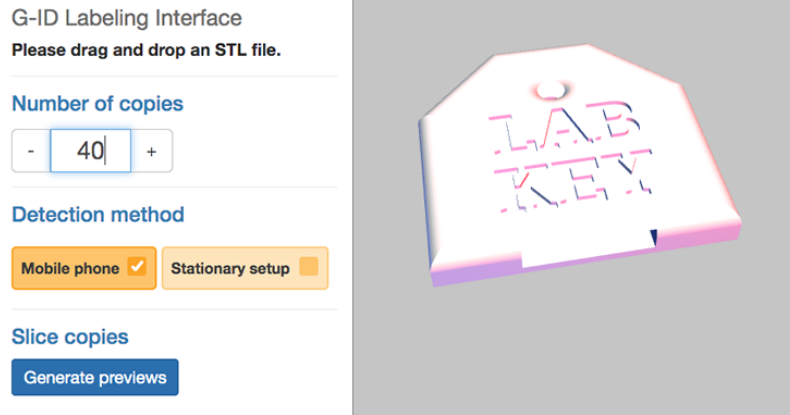 G-ID Labeling Interface
Please drag and drop an STL file.
Number of copies
- 40 +
Detection method
Mobile phone Stationary setup
Slice copies
Generate previews
LAB
KEY